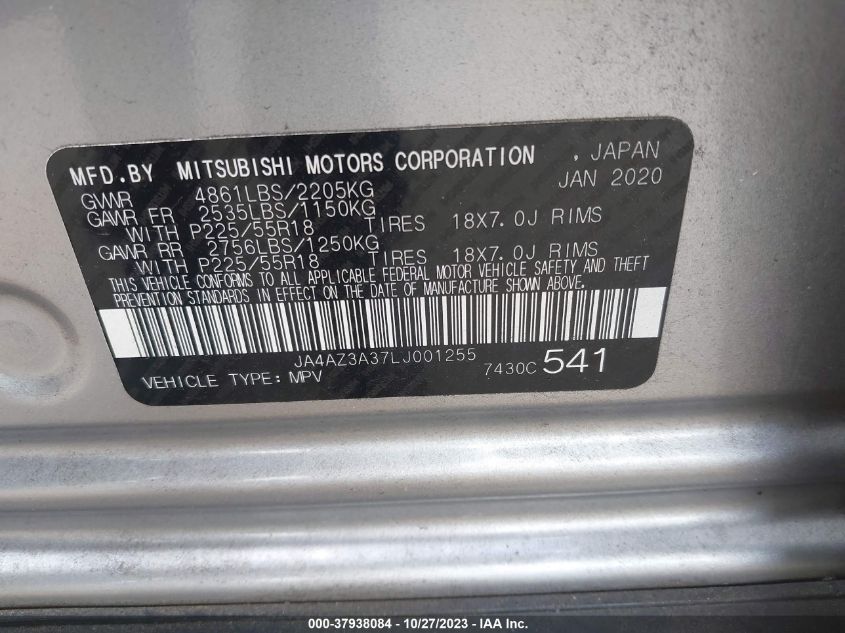 MFD.BY MITSUBISHI MOTORS CORPORATION , JAPAN
GVWR 4861LBS/2205KG JAN 2020
GAWR FR 2535LBS/1150KG
WITH P225/55R18 TIRES 18X7.0J RIMS
GAWR RR 2756LBS/1250KG
WITH P225/55R18 TIRES 18X7.0J RIMS
THIS VEHICLE CONFORMS TO ALL APPLICABLE FEDERAL MOTOR VEHICLE SAFETY AND THEFT
PREVENTION STANDARDS IN EFFECT ON THE DATE OF MANUFACTURE SHOWN ABOVE.
JA4AZ3A37LJ001255
VEHICLE TYPE: MPV 7430C 541
000-37938084 | 10/27/2023 | IAA, Inc.